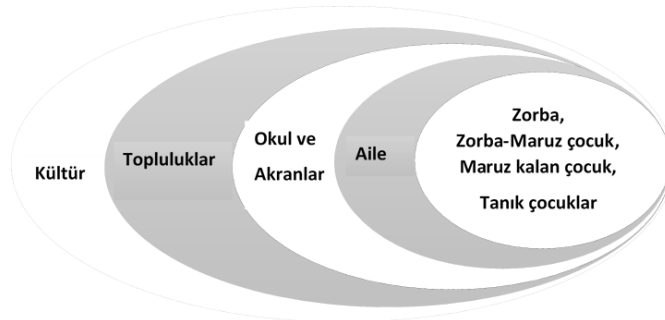 Kültür
Topluluklar
Okul ve
Akranlar
Aile
Zorba,
Zorba-Maruz çocuk,
Maruz kalan çocuk,
Tanık çocuklar